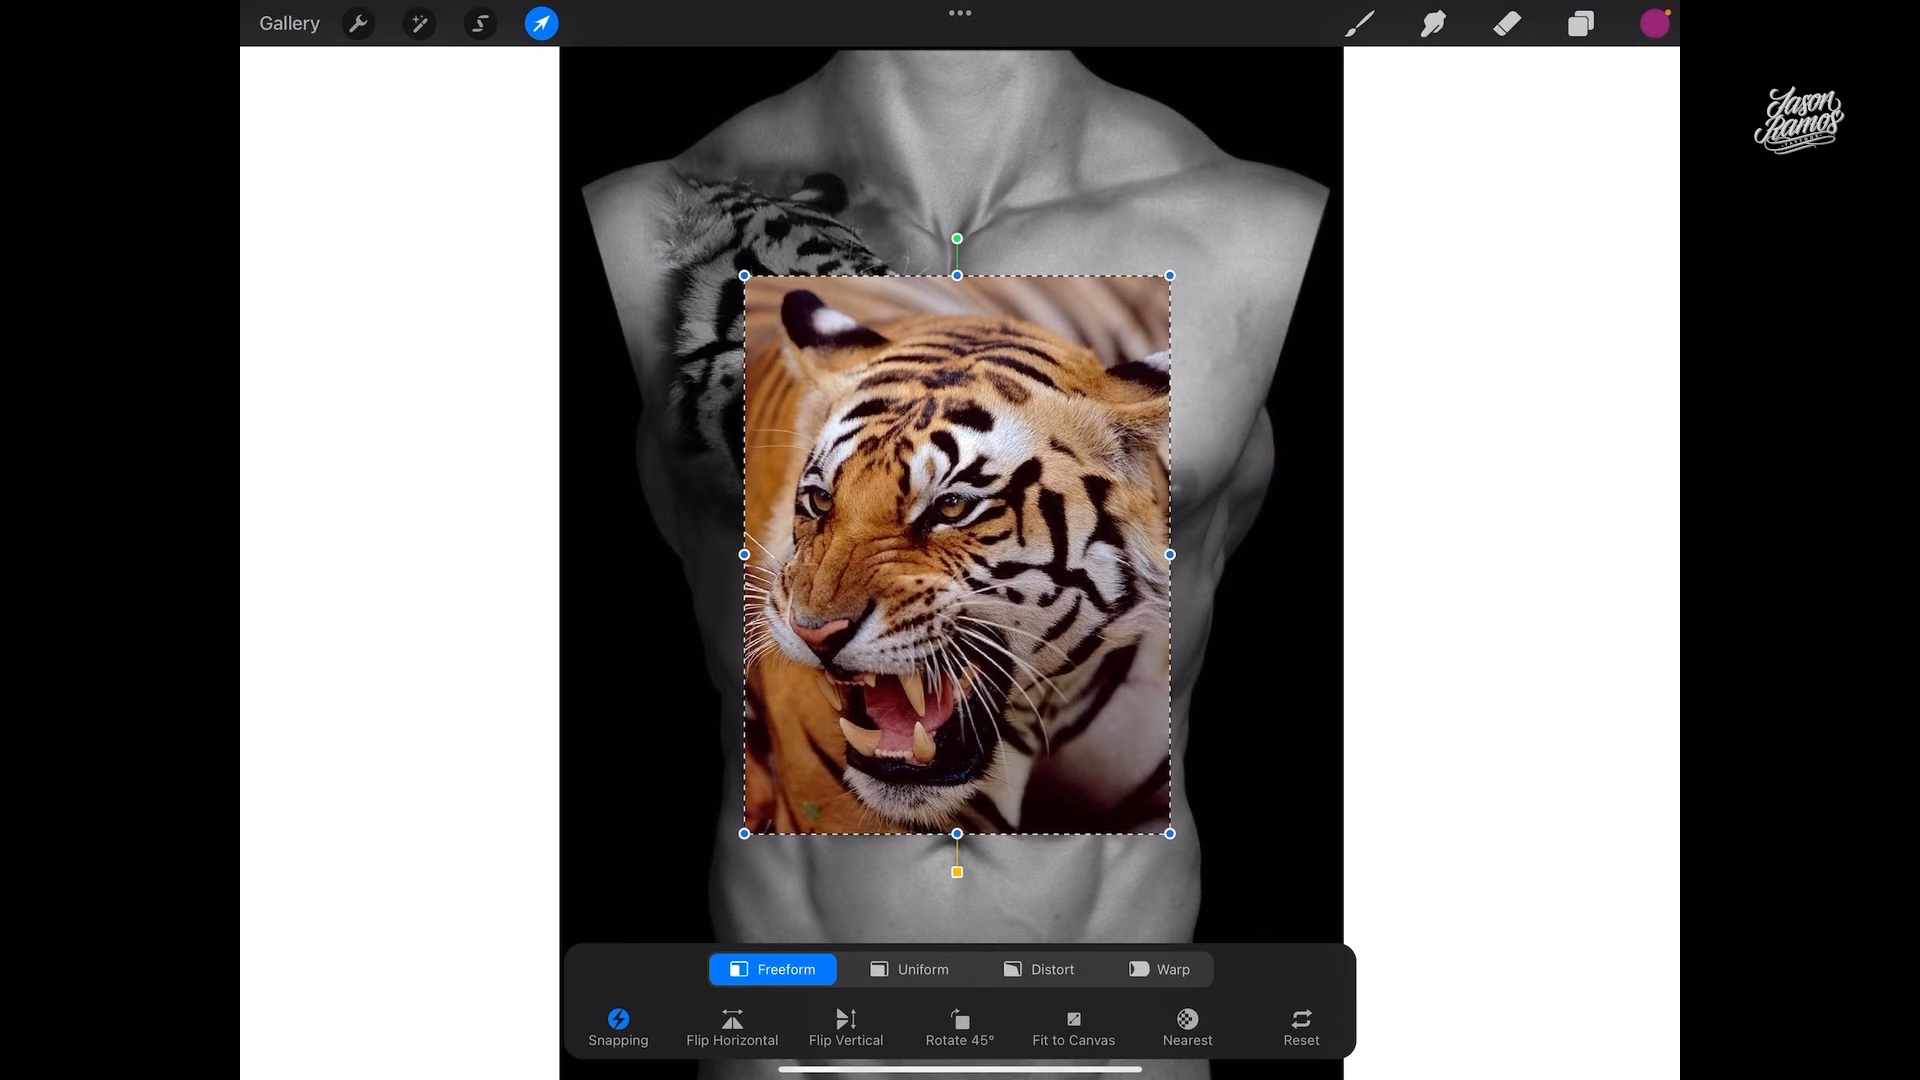 Gallery
Jason
Ramos
Freeform
Uniform
Distort
Warp
Snapping
Flip Horizontal
Flip Vertical
Rotate 45°
Fit to Canvas
Nearest
Reset